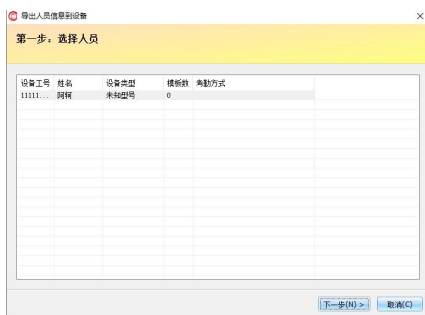 导出人员信息到设备
第一步：选择人员
设备工号 姓名 设备类型 模板数 考勤方式
11111... 阿柯 未知型号 0
下一步(N) > 取消(C)